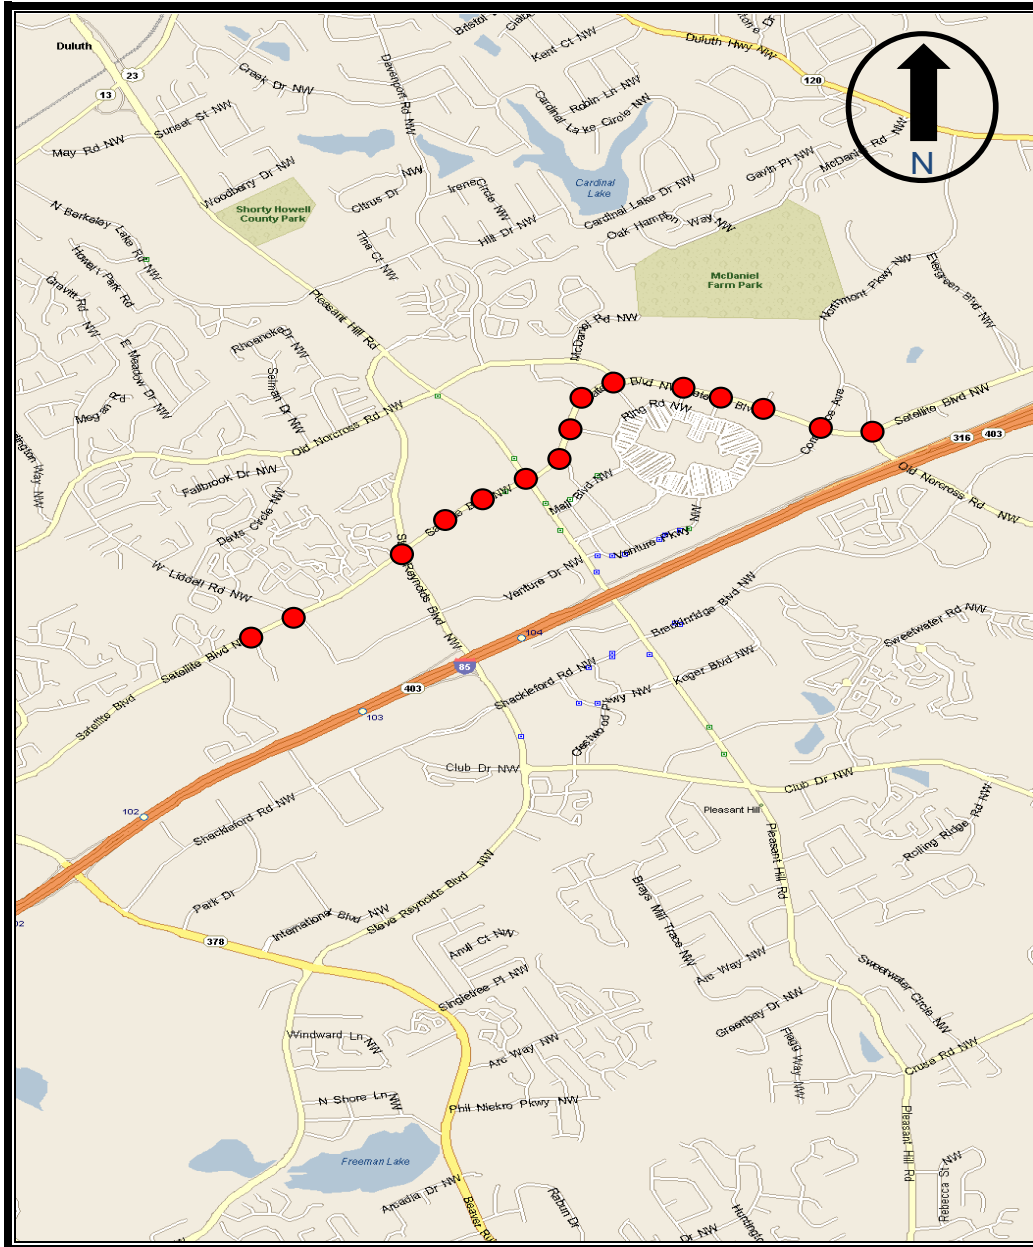 Duluth
23
13
Sunset St NW
May Rd NW
Creek Dr NW
Davenport Rd NW
Bristol
Kent Ct NW
Robin Ln NW
Cardinal Lake Circle NW
Duluth Hwy NW
120
N
Woodberry Dr NW
Shorty Howell
County Park
Citrus Dr NW
Irene Circle NW
Hill Dr NW
Tina Ct NW
Cardinal
Lake
Cardinal Lake Dr NW
Oak Hampton Way NW
Gavin Pl NW
McDaniel Rd NW
McDaniel
Farm Park
N Berkeley Lake Rd NW
Howell Park Rd
Gravitt Rd
E Meadow Dr NW
Megan Rd
Rhoanoke Dr NW
Selman Dr NW
Pleasant Hill Rd
McDaniel Rd NW
Northmont Pkwy NW
Evergreen Blvd NW
Old Norcross Rd NW
Fallbrook Dr NW
Davis Circle NW
W Liddell Rd NW
Blvd NW
Ring Rd NW
Mall Blvd NW
Satellite Blvd NW
316
403
Old Norcross Rd NW
Venture Pkwy NW
Venture Dr NW
Reynolds Blvd NW
Satellite Blvd
Satellite Blvd
85
403
104
103
102
Breckinridge Blvd NW
Shackleford Rd NW
Koger Blvd NW
Sweetwater Rd NW
Club Dr NW
Club Dr NW
Pleasant Hill
Pleasant Hill Rd
Rolling Ridge Rd NW
Shackleford Rd NW
Park Dr
International Blvd NW
378
Steve Reynolds Blvd NW
Anvil Ct NW
Singletree Pl NW
Brays Mill Trace NW
Arc Way NW
Greenbay Dr NW
Flagg Way NW
Sweetwater Circle NW
Cruse Rd NW
Windward Ln NW
Arc Way NW
N Shore Ln NW
Phil Niekro Pkwy NW
Freeman Lake
Arcadia Dr NW
Beaver Ru
Rabun Dr
Dr NW
Pleasant Hill Rd
Rebecca St NW